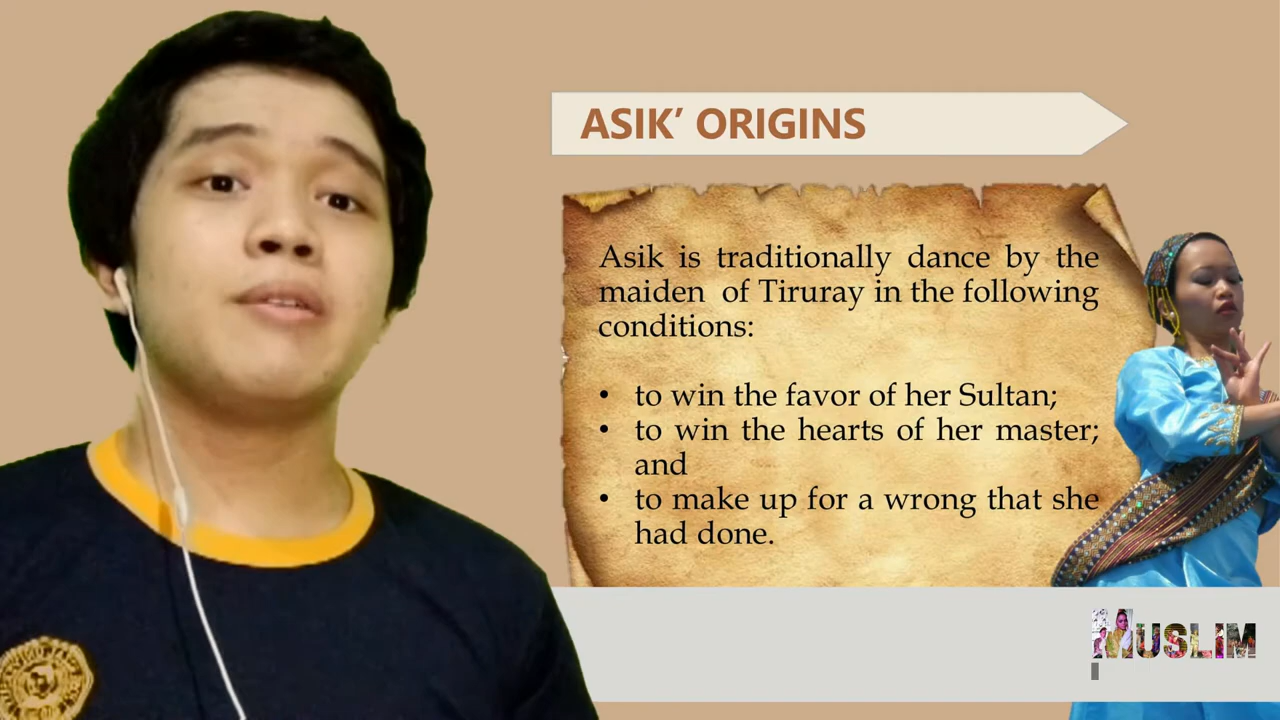 ASIK’ ORIGINS
Asik is traditionally dance by the
maiden of Tiruray in the following
conditions:
• to win the favor of her Sultan;
• to win the hearts of her master;
and
• to make up for a wrong that she
had done.
MUSLIM